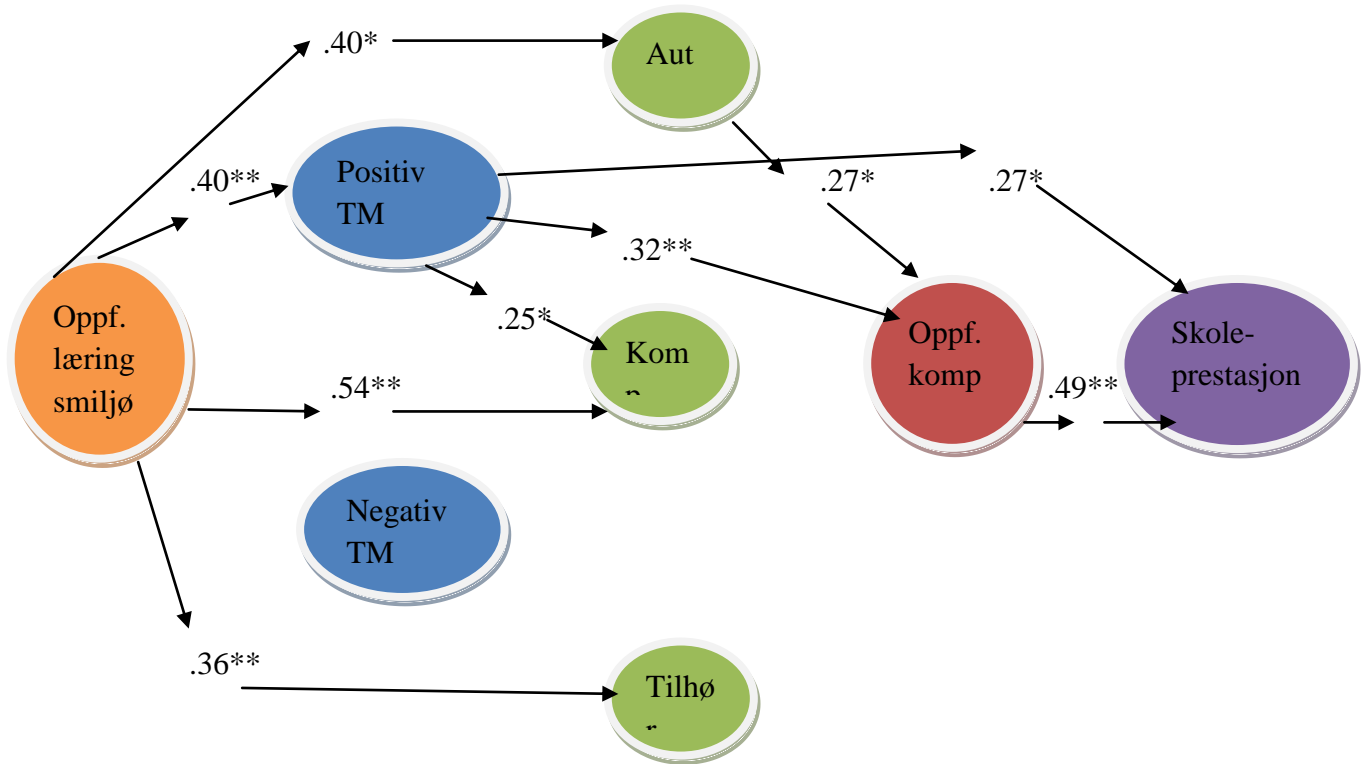 .40*
Aut
Positiv
TM
.40**
.27*
.27*
.32**
.25*
Oppf.
læring
smiljø
Kom
Oppf.
komp
Skole-
prestasjon
.54**
.49**
Negativ
TM
.36**
Tilhø